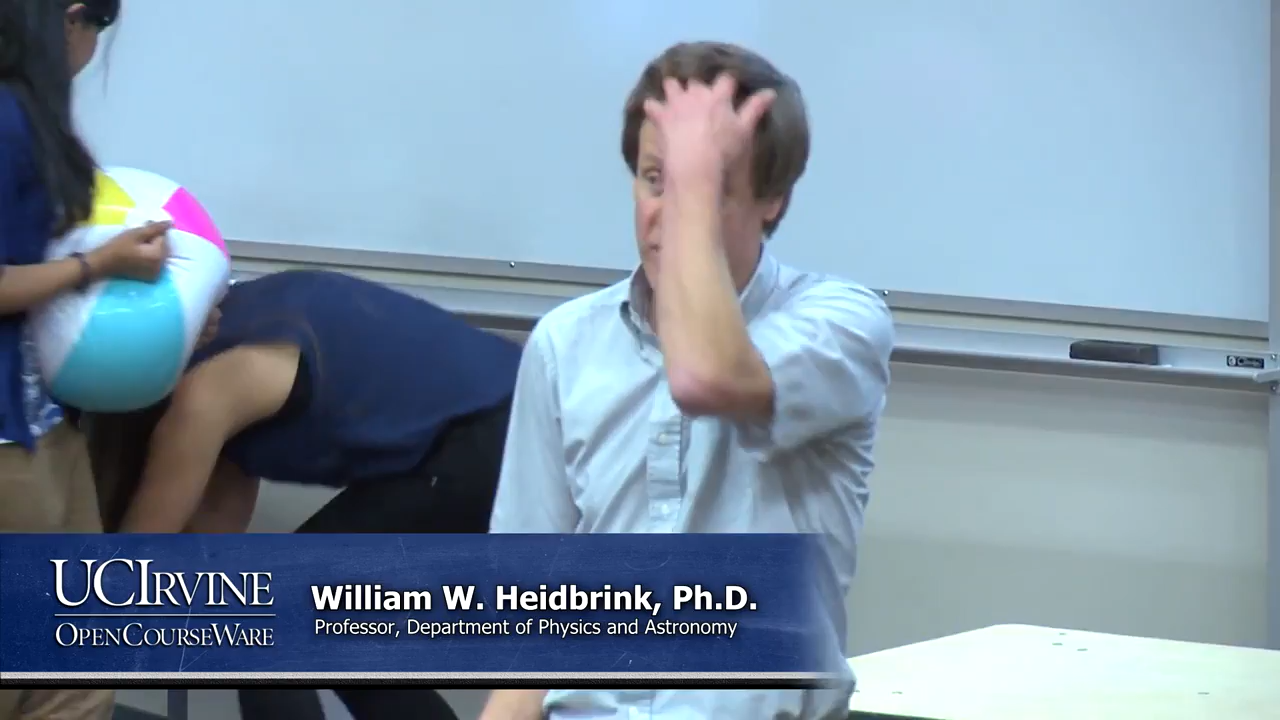 UCIRVINE
OPENCOURSEWARE
William W. Heidbrink, Ph.D.
Professor, Department of Physics and Astronomy